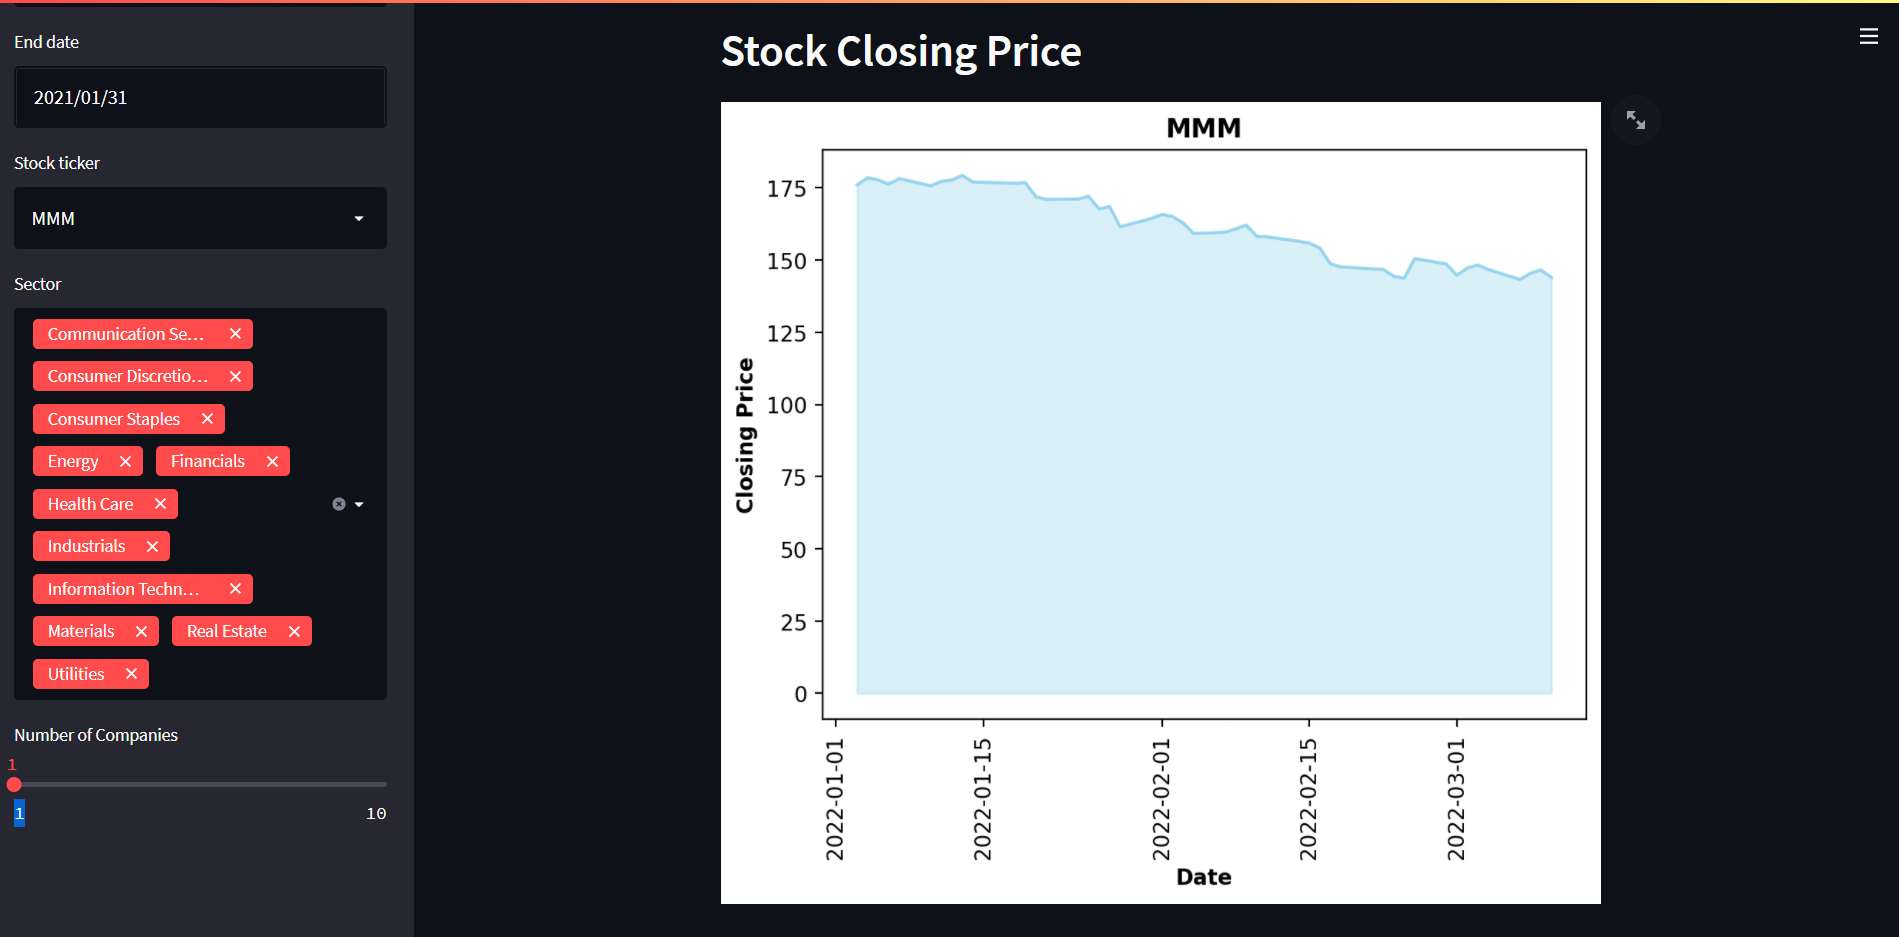 End date
2021/01/31
Stock ticker
MMM
Sector
Communication Se...
Consumer Discretio...
Consumer Staples
Energy Financials
Health Care
Industrials
Information Techn...
Materials Real Estate
Utilities
Number of Companies
1
1 10
Stock Closing Price
MMM
Closing Price
175
150
125
100
75
50
25
0
2022-01-01
2022-01-15
2022-02-01
2022-02-15
2022-03-01
Date